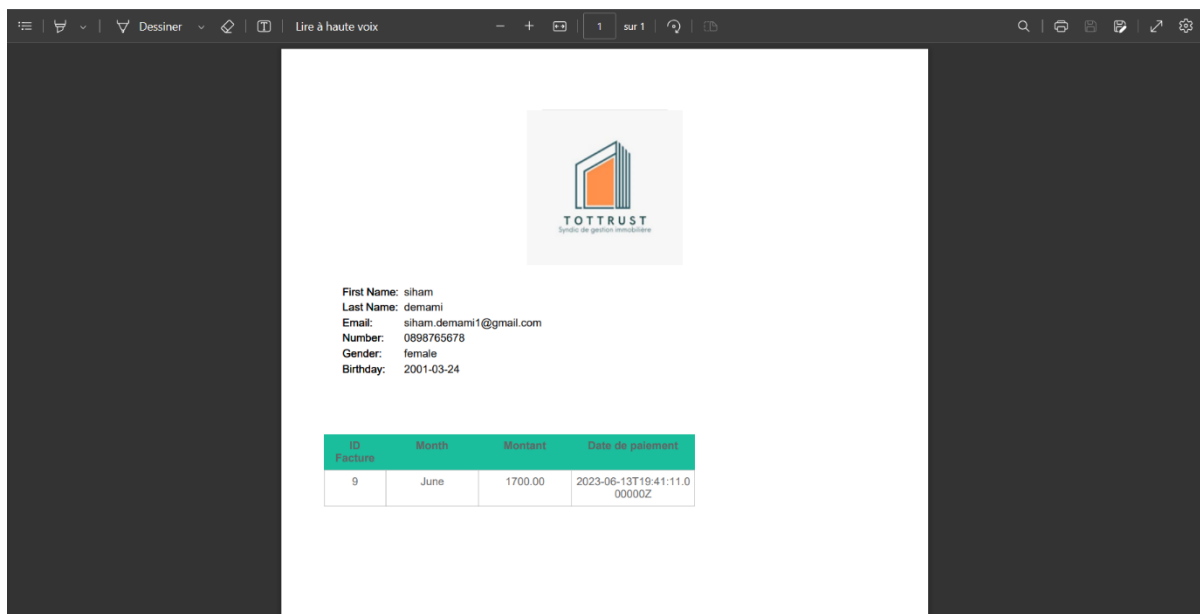 Dessiner
Lire à haute voix
1 sur 1
TOTTRUST
Syndic de gestion immobilière
First Name: siham
Last Name: demami
Email: siham.demami1@gmail.com
Number: 0898765678
Gender: female
Birthday: 2001-03-24
ID Month Montant Date de paiement
Facture
9 June 1700.00 2023-06-13T19:41:11.0
00000Z